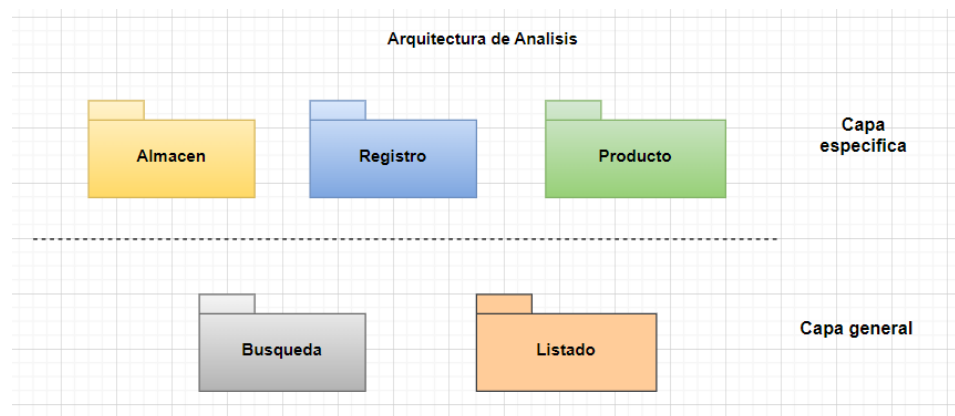 Arquitectura de Analisis
Almacen
Registro
Producto
Capa
especifica
Busqueda
Listado
Capa general